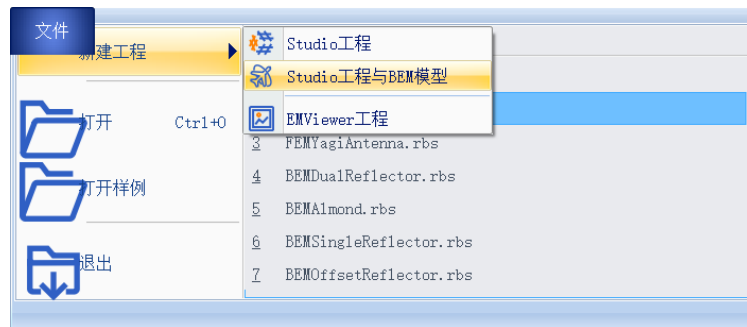 文件
新建工程
Studio工程
Studio工程与BEM模型
打开 Ctrl+O
EMViewer工程
3 FEMYagiAntenna.rbs
打开样例
4 BEMDualReflector.rbs
5 BEMAlmond.rbs
6 BEMSingleReflector.rbs
退出
7 BEMOffsetReflector.rbs